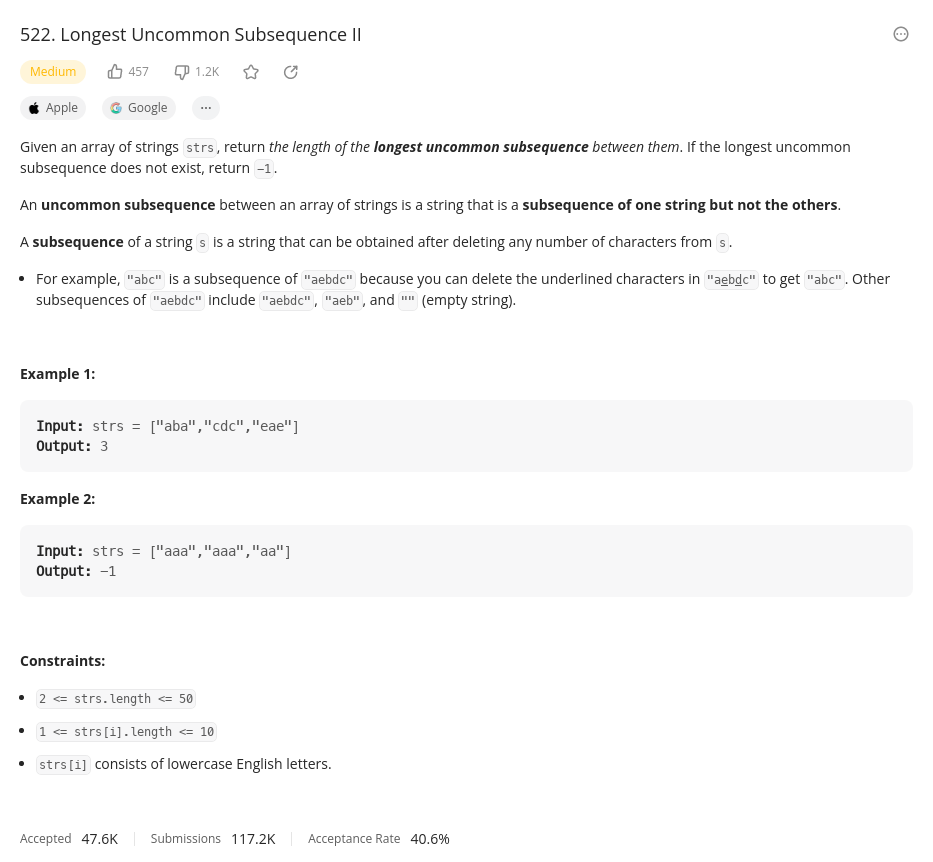 522. Longest Uncommon Subsequence II
Medium 457 1.2K
Apple Google ...
Given an array of strings strs, return the length of the longest uncommon subsequence between them. If the longest uncommon
subsequence does not exist, return -1.
An uncommon subsequence between an array of strings is a string that is a subsequence of one string but not the others.
A subsequence of a string s is a string that can be obtained after deleting any number of characters from s.
• For example, "abc" is a subsequence of "aebdc" because you can delete the underlined characters in "aebdc" to get "abc". Other
subsequences of "aebdc" include "aebdc", "aeb", and "" (empty string).
Example 1:
Input: strs = ["aba","cdc","eae"]
Output: 3
Example 2:
Input: strs = ["aaa","aaa","aa"]
Output: -1
Constraints:
• 2 <= strs.length <= 50
• 1 <= strs[i].length <= 10
• strs[i] consists of lowercase English letters.
Accepted 47.6K Submissions 117.2K Acceptance Rate 40.6%